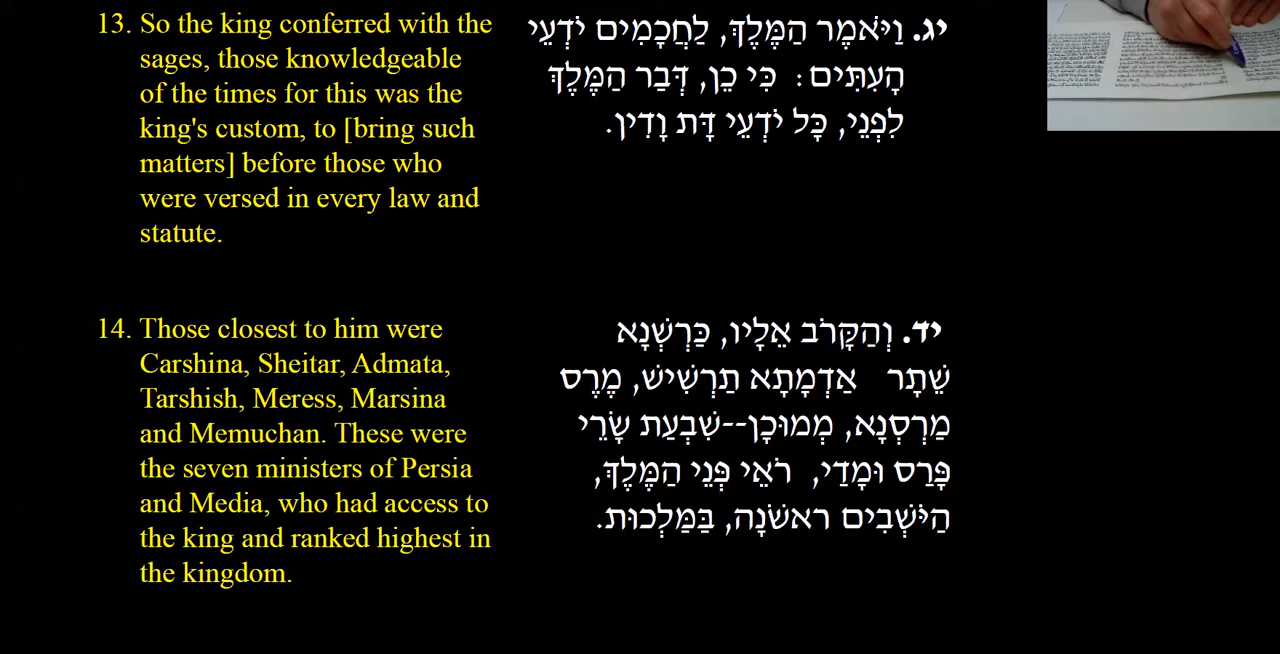 13. So the king conferred with the
sages, those knowledgeable
of the times for this was the
king's custom, to [bring such
matters] before those who
were versed in every law and
statute.
יג. וַיֹּאמֶר הַמֶּלֶךְ, לַחֲכָמִים יֹדְעֵי
הָעִתִּים: כִּי כֵן, דְּבַר הַמֶּלֶךְ
לִפְנֵי, כָּל יֹדְעֵי דָּת וָדִין.
14. Those closest to him were
Carshina, Sheitar, Admata,
Tarshish, Meress, Marsina
and Memuchan. These were
the seven ministers of Persia
and Media, who had access to
the king and ranked highest in
the kingdom.
יד. וְהַקָּרֹב אֵלָיו, כַּרְשְׁנָא
שֵׁתָר אַדְמָתָא תַרְשִׁישׁ, מֶרֶס
מַרְסְנָא, מְמוּכָן--שִׁבְעַת שָׂרֵי
פָּרַס וּמָדַי, רֹאֵי פְּנֵי הַמֶּלֶךְ,
הַיֹּשְׁבִים רִאשֹׁנָה, בַּמַּלְכוּת.